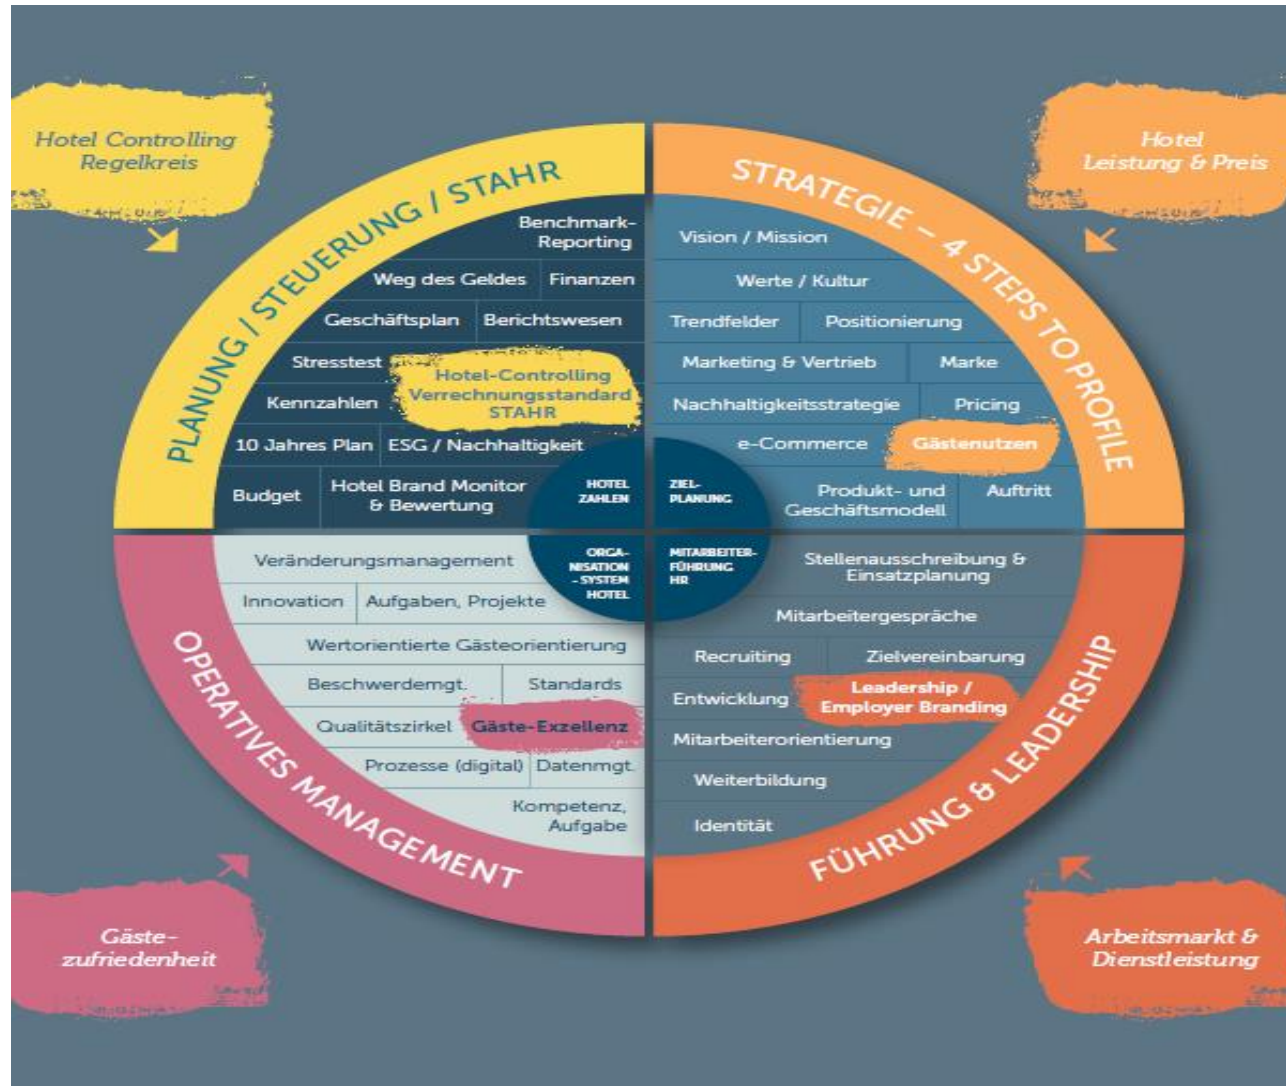 Hotel Controlling
Regelkreis
Hotel
Leistung & Preis
PLANUNG / STEUERUNG / STAHR
Benchmark-
Reporting
Weg des Geldes
Finanzen
Geschäftsplan
Berichtswesen
Stresstest
Hotel-Controlling
Verrechnungsstandard
STAHR
Kennzahlen
10 Jahres Plan
ESG / Nachhaltigkeit
Budget
Hotel Brand Monitor
& Bewertung
HOTEL
ZAHLEN
STRATEGIE – 4 STEPS TO PROFILE
Vision / Mission
Werte / Kultur
Trendfelder
Positionierung
Marketing & Vertrieb
Marke
Nachhaltigkeitsstrategie
Pricing
e-Commerce
Gästenutzen
ZIEL-
PLANUNG
Produkt- und
Geschäftsmodell
Auftritt
OPERATIVES MANAGEMENT
Veränderungsmanagement
ORGA-
NISATION
- SYSTEM
HOTEL
Innovation
Aufgaben, Projekte
Wertorientierte Gästeorientierung
Beschwerdemgt.
Standards
Qualitätszirkel
Gäste-Exzellenz
Prozesse (digital)
Datenmgt.
Kompetenz,
Aufgabe
FÜHRUNG & LEADERSHIP
MITARBEITER-
FÜHRUNG
HR
Stellenausschreibung &
Einsatzplanung
Mitarbeitergespräche
Recruiting
Zielvereinbarung
Entwicklung
Leadership /
Employer Branding
Mitarbeiterorientierung
Weiterbildung
Identität
Gäste-
zufriedenheit
Arbeitsmarkt &
Dienstleistung